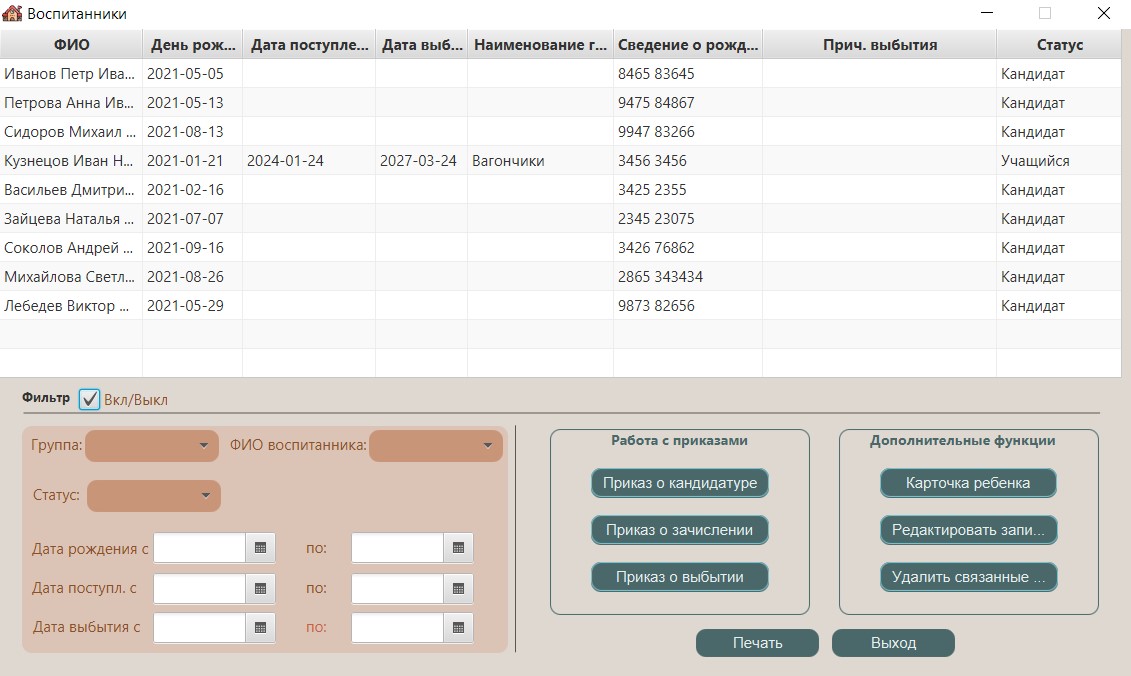 Воспитанники
ФИО День рож... Дата поступле... Дата выб... Наименование г... Сведение о рожд... Прич. выбытия Статус
Иванов Петр Ива... 2021-05-05 8465 83645 Кандидат
Петрова Анна Ив... 2021-05-13 9475 84867 Кандидат
Сидоров Михаил ... 2021-08-13 9947 83266 Кандидат
Кузнецов Иван Н... 2021-01-21 2024-01-24 2027-03-24 Вагончики 3456 3456 Учащийся
Васильев Дмитри... 2021-02-16 3425 2355 Кандидат
Зайцева Наталья ... 2021-07-07 2345 23075 Кандидат
Соколов Андрей ... 2021-09-16 3426 76862 Кандидат
Михайлова Светл... 2021-08-26 2865 343434 Кандидат
Лебедев Виктор ... 2021-05-29 9873 82656 Кандидат
Фильтр Вкл/Выкл
Группа: ФИО воспитанника:
Статус:
Дата рождения с по:
Дата поступл. с по:
Дата выбытия с по:
Работа с приказами
Приказ о кандидатуре
Приказ о зачислении
Приказ о выбытии
Дополнительные функции
Карточка ребенка
Редактировать запи...
Удалить связанные ...
Печать Выход